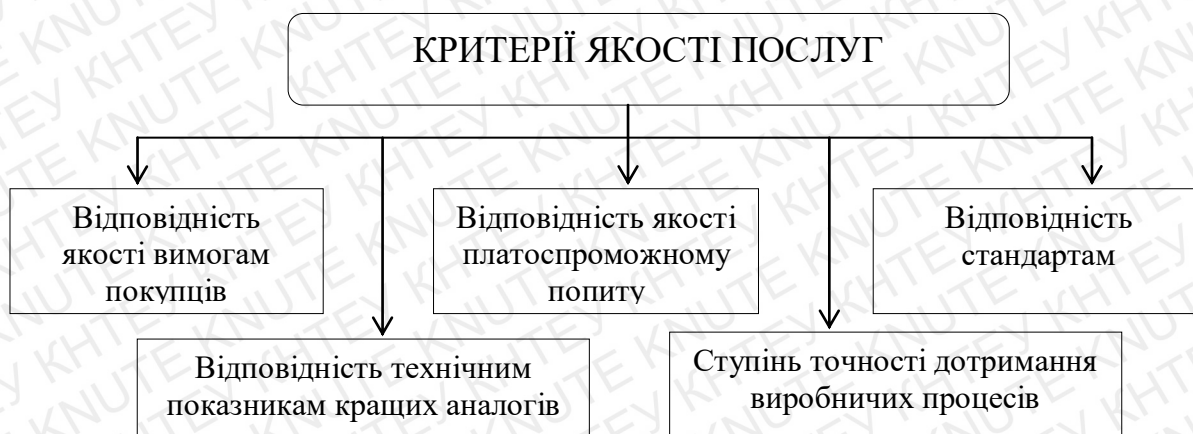 КРИТЕРІЇ ЯКОСТІ ПОСЛУГ
Відповідність
якості вимогам
покупців
Відповідність якості
платоспроможному
попиту
Відповідність
стандартам
Відповідність технічним
показникам кращих аналогів
Ступінь точності дотримання
виробничих процесів